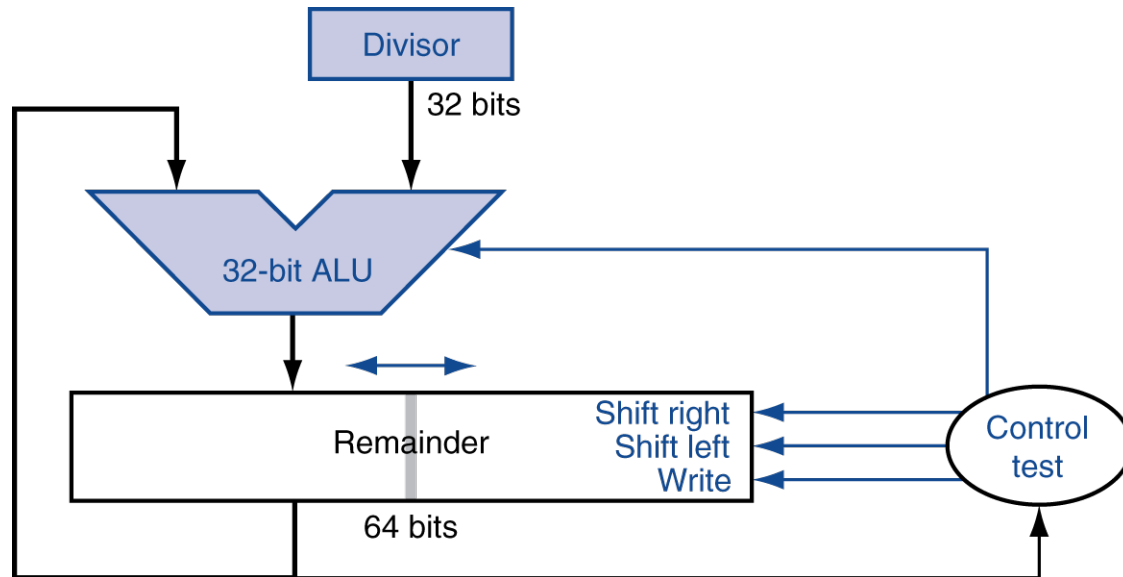 Divisor
32 bits
32-bit ALU
Remainder
Shift right
Shift left
Write
Control
test
64 bits